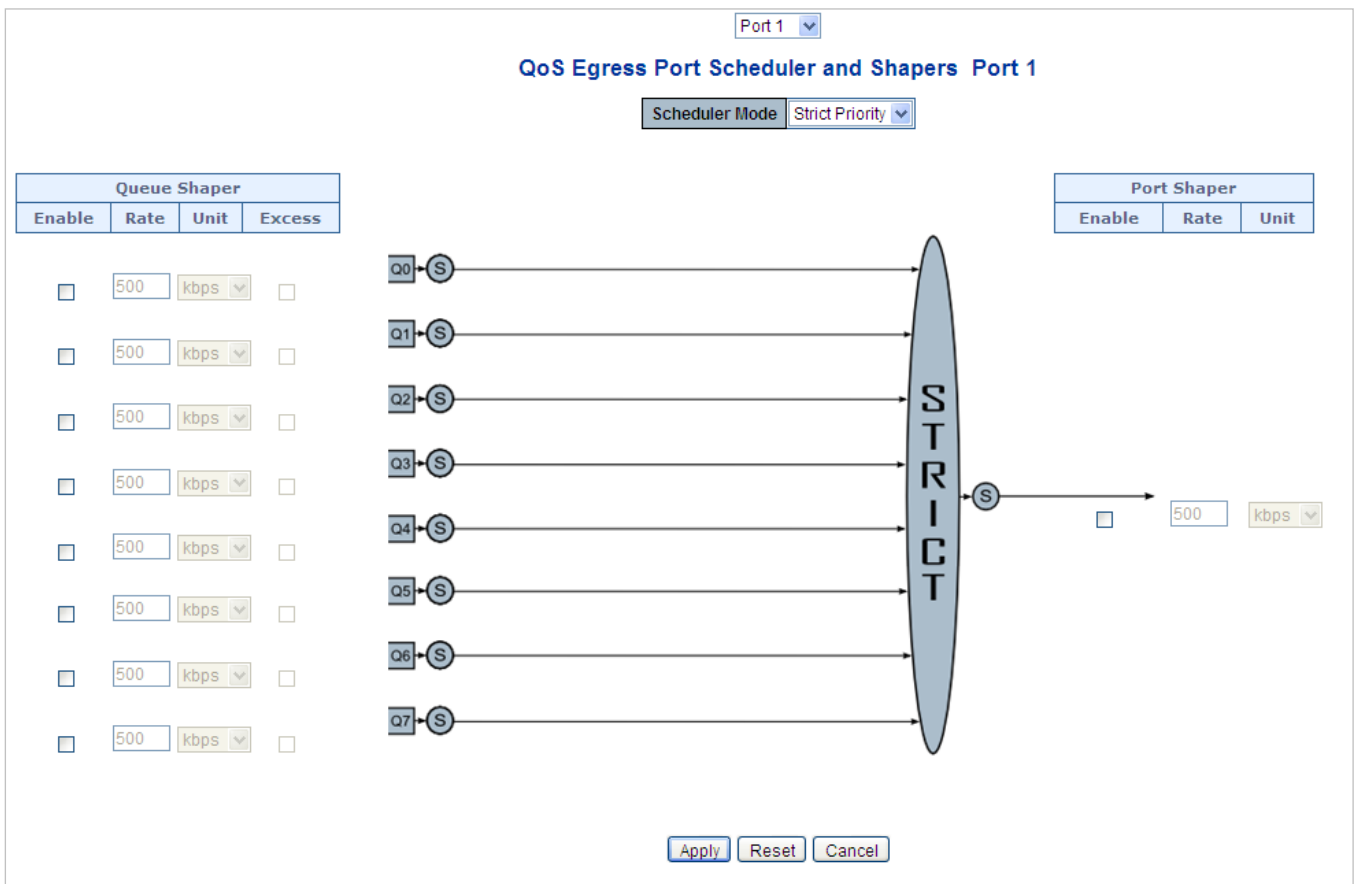 Port 1
QoS Egress Port Scheduler and Shapers Port 1
Scheduler Mode Strict Priority
Queue Shaper
Enable Rate Unit Excess
Port Shaper
Enable Rate Unit
500 kbps
Q0 S
500 kbps
Q1 S
500 kbps
Q2 S
500 kbps
Q3 S
500 kbps
Q4 S
500 kbps
Q5 S
500 kbps
Q6 S
500 kbps
Q7 S
STRICT
S
500 kbps
Apply Reset Cancel